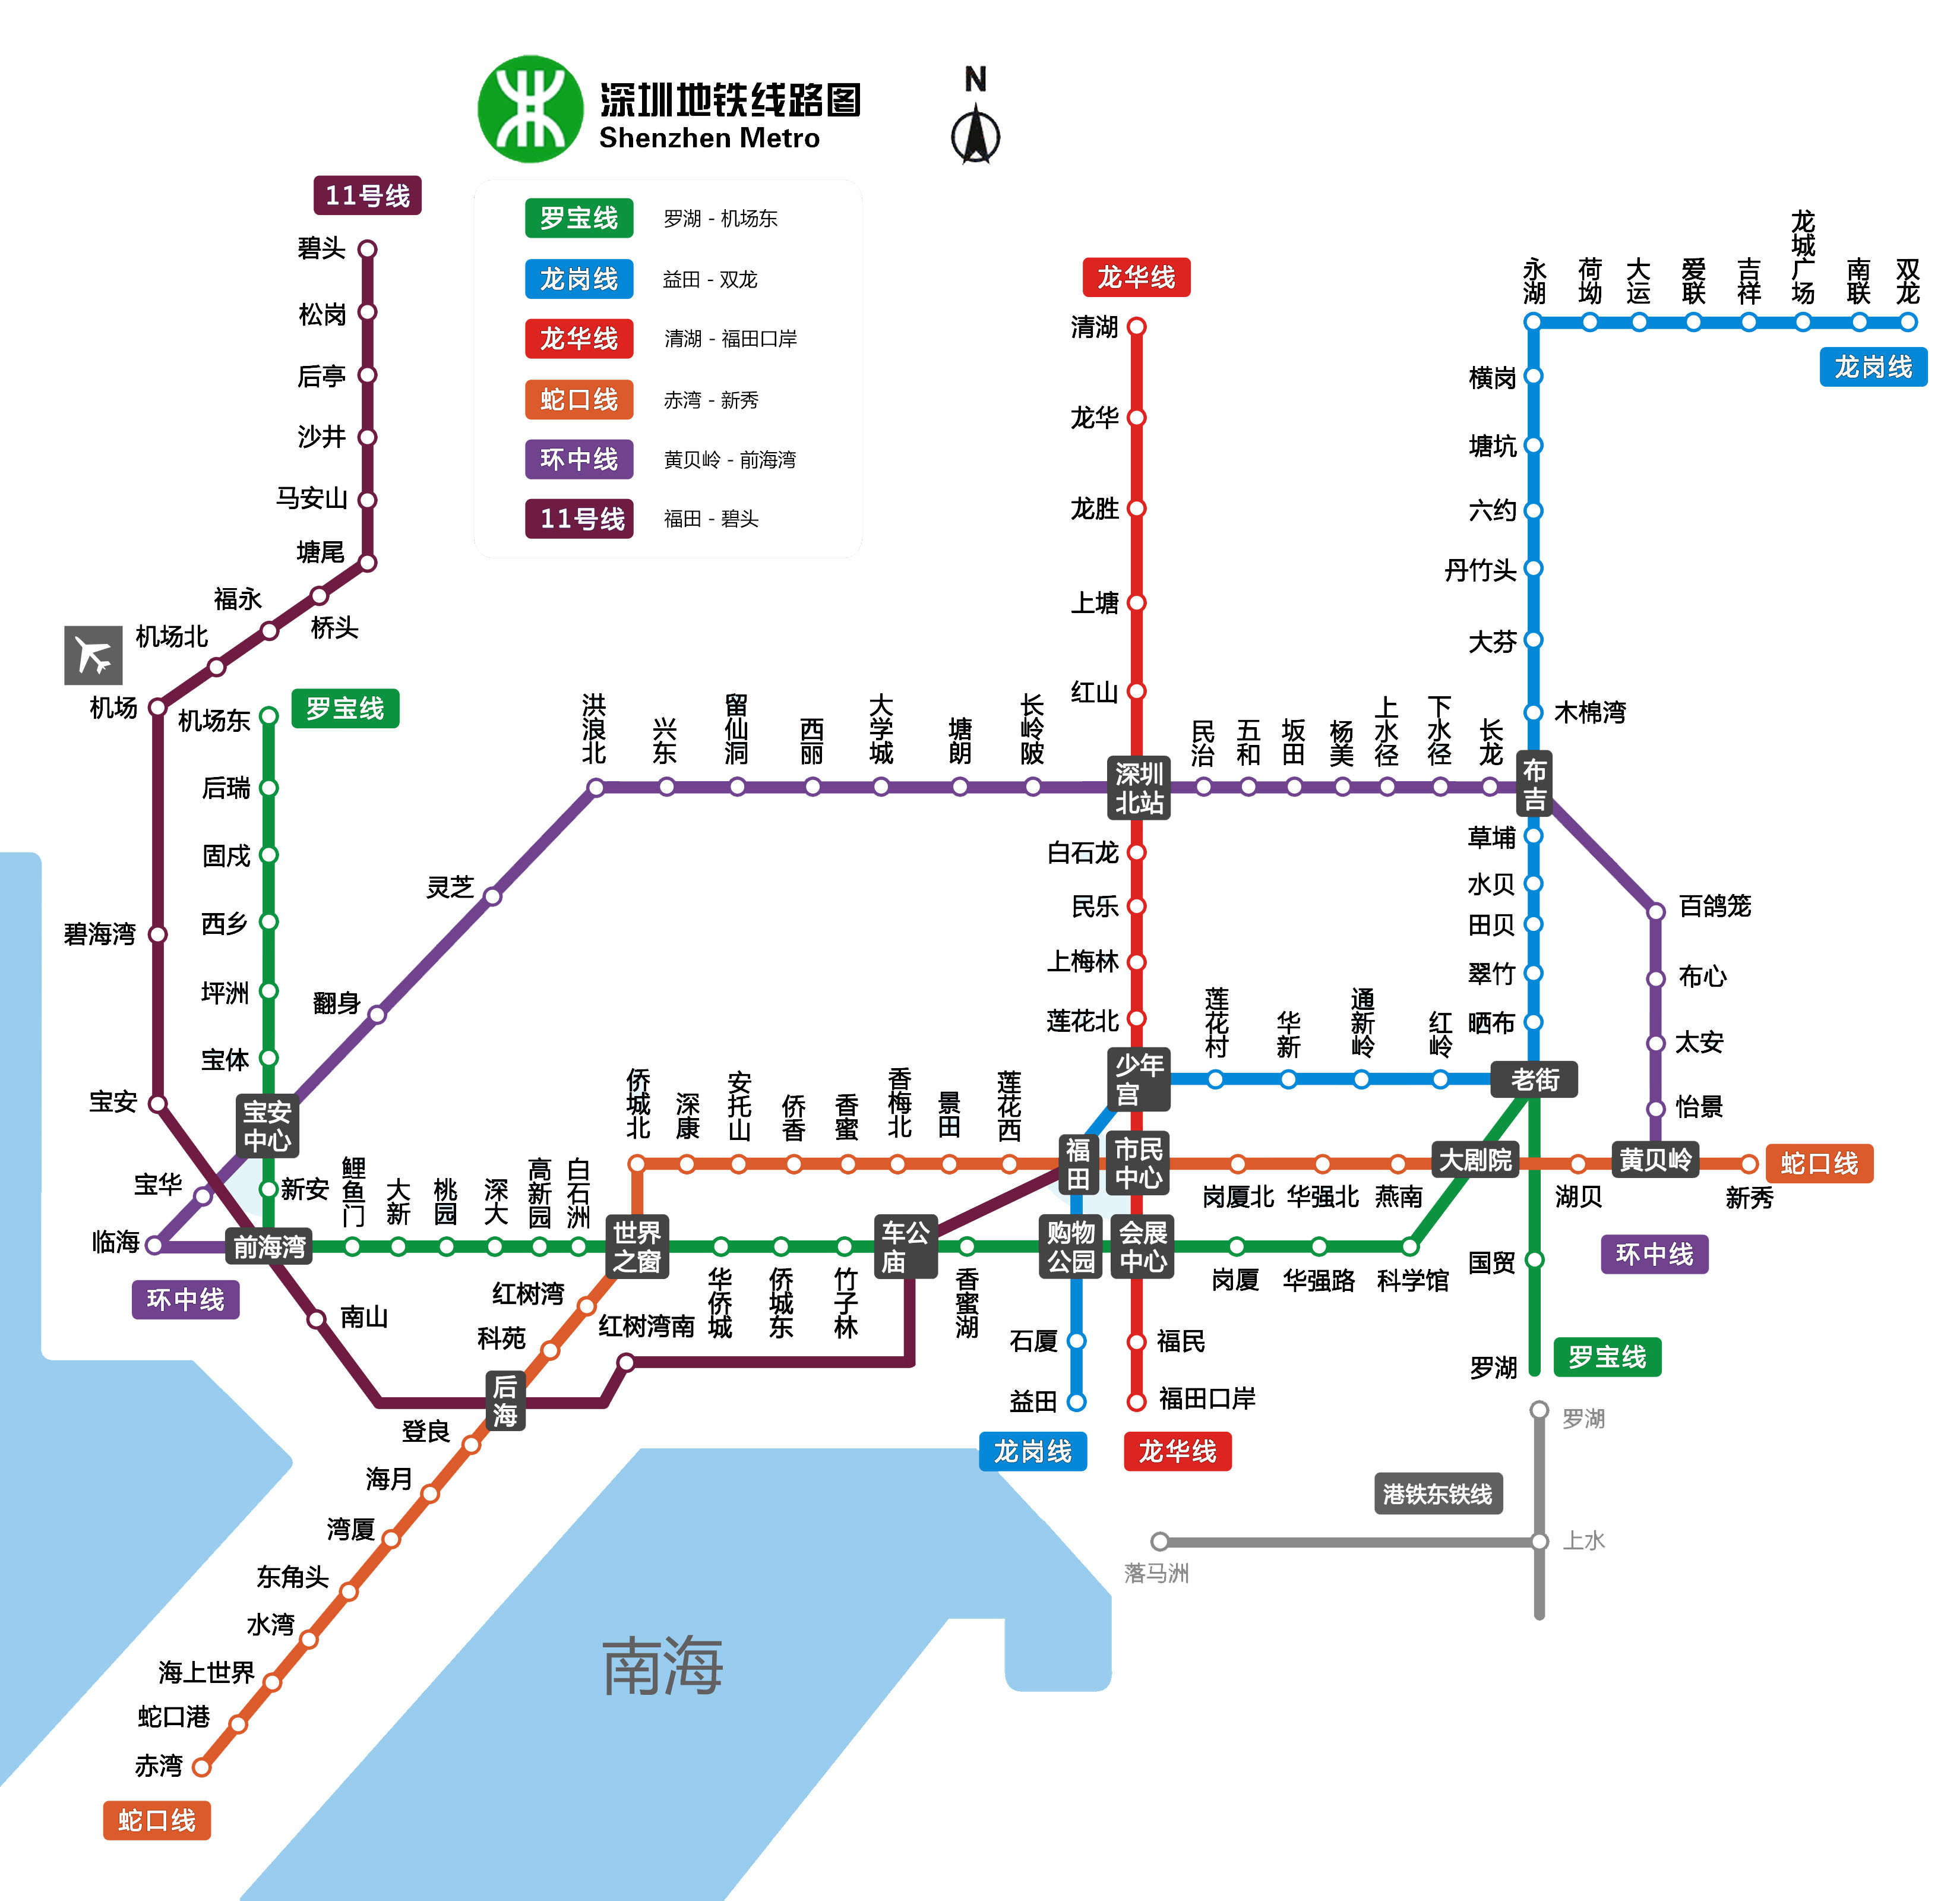 深圳地铁线路图
Shenzhen Metro
N
罗宝线 罗湖 - 机场东
龙岗线 益田 - 双龙
龙华线 清湖 - 福田口岸
蛇口线 赤湾 - 新秀
环中线 黄贝岭 - 前海湾
11号线 福田 - 碧头
11号线
碧头
松岗
后亭
沙井
马安山
塘尾
桥头
福永
机场北
机场
碧海湾
宝安
罗宝线
机场东
后瑞
固戍
西乡
坪洲
宝体
宝安
中心
新安
前海湾
宝华
临海
环中线
南山
翻身
灵芝
洪浪北
兴东
留仙洞
西丽
大学城
塘朗
长岭陂
深圳
北站
民治
五和
坂田
杨美
上水径
下水径
长龙
布吉
百鸽笼
布心
太安
怡景
黄贝岭
环中线
龙华线
清湖
龙华
龙胜
上塘
红山
白石龙
民乐
上梅林
莲花北
少年
宫
市民
中心
会展
中心
福民
福田口岸
龙华线
永湖
荷坳
大运
爱联
吉祥
龙城广场
南联
双龙
龙岗线
横岗
塘坑
六约
丹竹头
大芬
木棉湾
草埔
水贝
田贝
翠竹
晒布
老街
莲花村
华新
通新岭
红岭
福田
购物
公园
石厦
益田
龙岗线
侨城北
深康
安托山
侨香
香蜜
香梅北
景田
莲花西
岗厦北
华强北
燕南
大剧院
湖贝
新秀
蛇口线
鲤鱼门
大新
桃园
深大
高新园
白石洲
世界
之窗
华侨城
侨城东
竹子林
车公
庙
香蜜湖
岗厦
华强路
科学馆
国贸
罗湖
罗宝线
红树湾
红树湾南
科苑
后海
登良
海月
湾厦
东角头
水湾
海上世界
蛇口港
赤湾
蛇口线
南海
罗湖
港铁东铁线
上水
落马洲